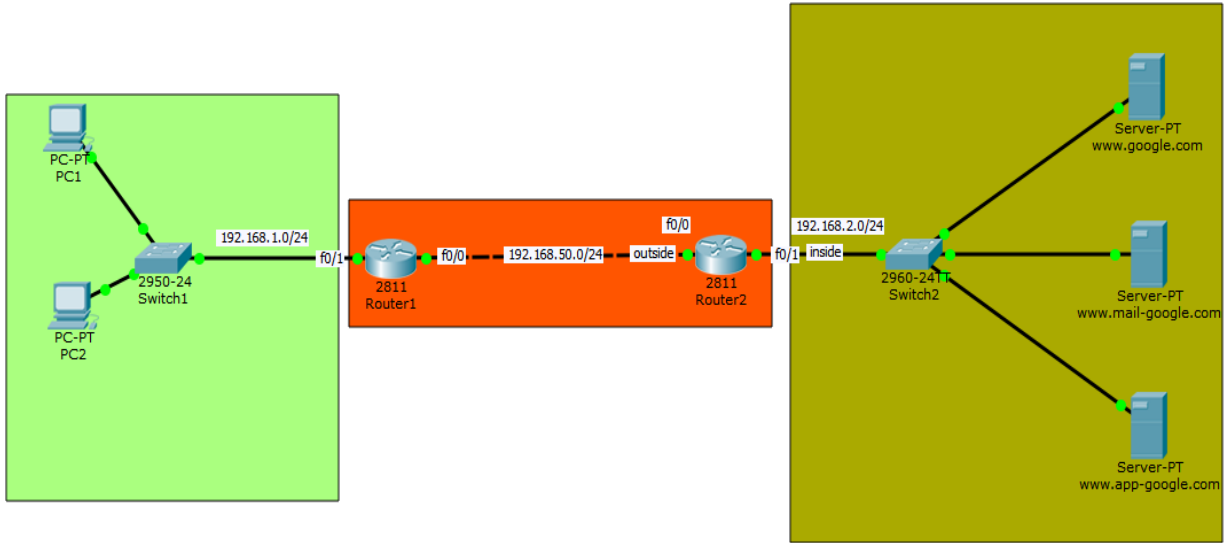 PC-PT
PC1
PC-PT
PC2
192.168.1.0/24
2950-24
Switch1
f0/1
2811
Router1
f0/0
192.168.50.0/24
outside
f0/0
2811
Router2
f0/1
inside
192.168.2.0/24
2960-24TT
Switch2
Server-PT
www.google.com
Server-PT
www.mail-google.com
Server-PT
www.app-google.com